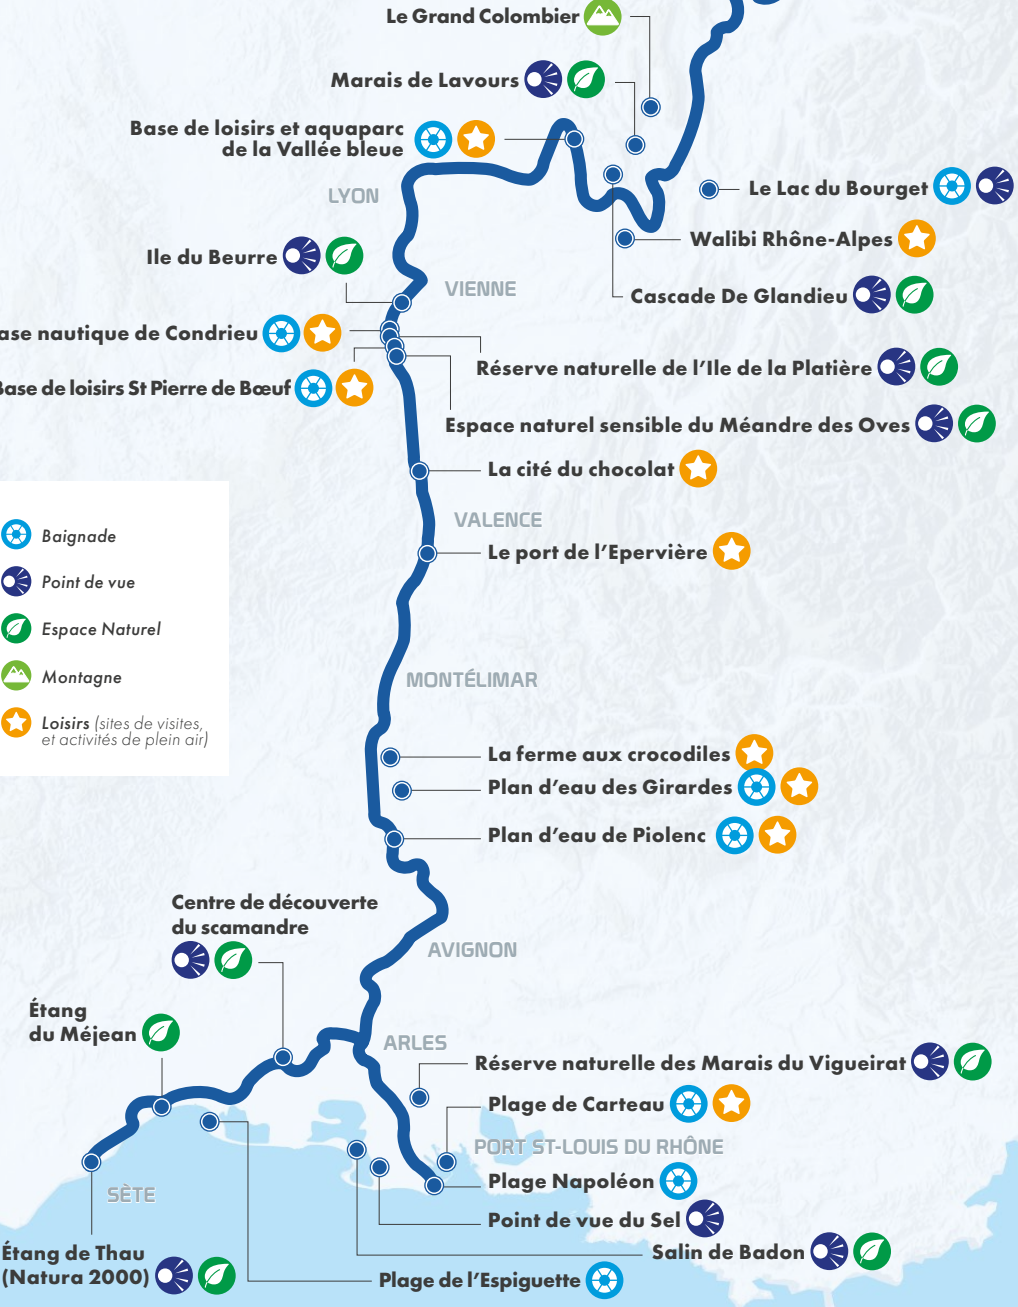 Le Grand Colombier
Marais de Lavours
Base de loisirs et aquaparc
de la Vallée bleue
LYON
Le Lac du Bourget
Walibi Rhône-Alpes
Ile du Beurre
VIENNE
Cascade De Glandieu
ase nautique de Condrieu
Réserve naturelle de l'Ile de la Platière
Base de loisirs St Pierre de Bœuf
Espace naturel sensible du Méandre des Oves
La cité du chocolat
VALENCE
Le port de l'Epervière
Baignade
Point de vue
Espace Naturel
Montagne
Loisirs (sites de visites,
et activités de plein air)
MONTÉLIMAR
La ferme aux crocodiles
Plan d'eau des Girardes
Plan d'eau de Piolenc
Centre de découverte
du scamandre
AVIGNON
Étang
du Méjean
ARLES
Réserve naturelle des Marais du Vigueirat
Plage de Carteau
PORT ST-LOUIS DU RHÔNE
Plage Napoléon
SÈTE
Point de vue du Sel
Salin de Badon
Étang de Thau
(Natura 2000)
Plage de l'Espiguette